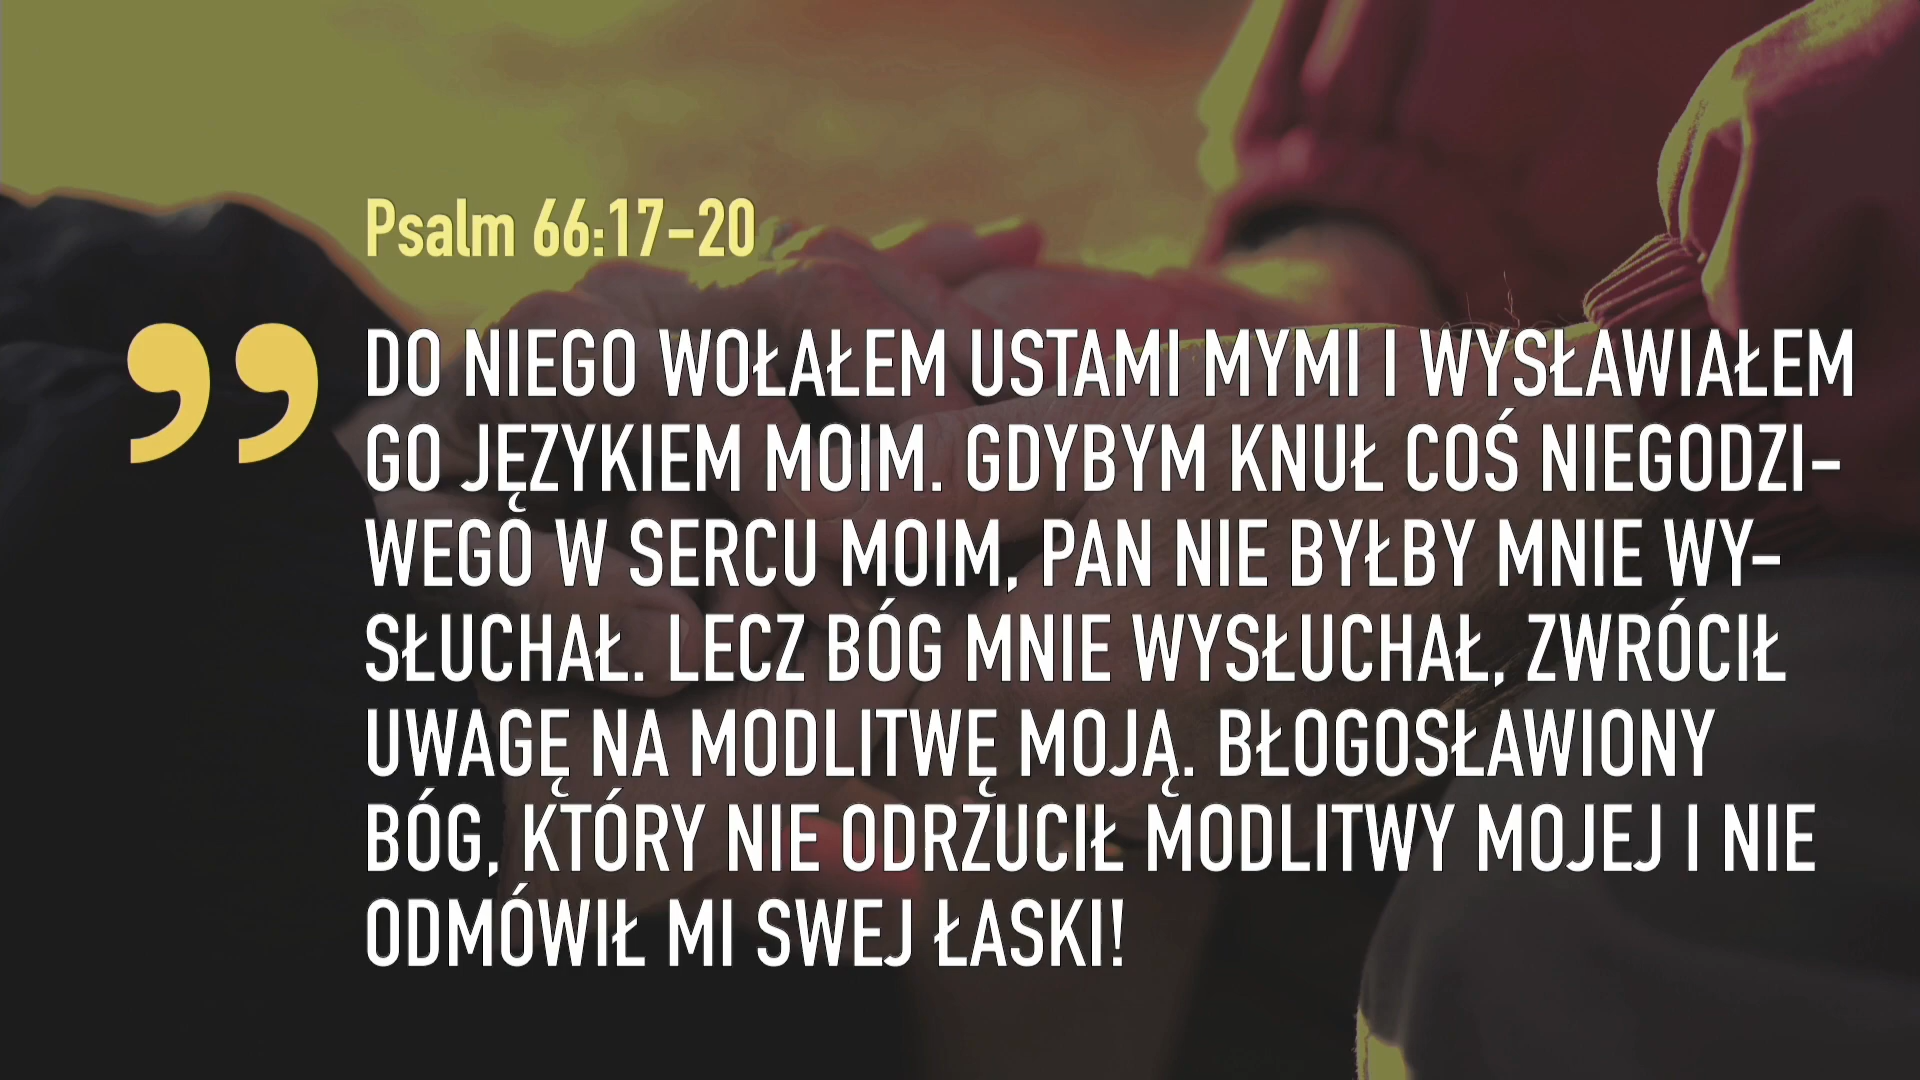 Psalm 66:17-20
” DO NIEGO WOŁAŁEM USTAMI MYMI I WYSŁAWIAŁEM
GO JĘZYKIEM MOIM. GDYBYM KNUŁ COŚ NIEGODZI-
WEGO W SERCU MOIM, PAN NIE BYŁBY MNIE WY-
SŁUCHAŁ. LECZ BÓG MNIE WYSŁUCHAŁ, ZWRÓCIŁ
UWAGĘ NA MODLITWĘ MOJĄ. BŁOGOSŁAWIONY
BÓG, KTÓRY NIE ODRZUCIŁ MODLITWY MOJEJ I NIE
ODMÓWIŁ MI SWEJ ŁASKI!